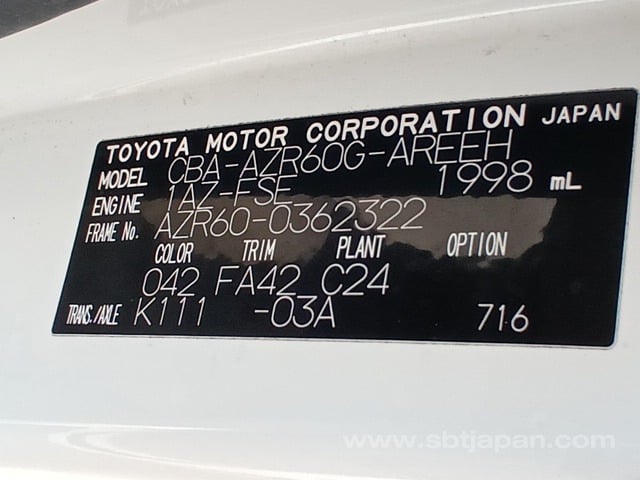 TOYOTA MOTOR CORPORATION JAPAN
MODEL CBA-AZR60G-AREEH
ENGINE 1AZ-FSE 1998 mL
FRAME No. AZR60-0362322
COLOR TRIM PLANT OPTION
042 FA42 C24
TRANS./AXLE K111 -03A 716
www.sbtjapan.com